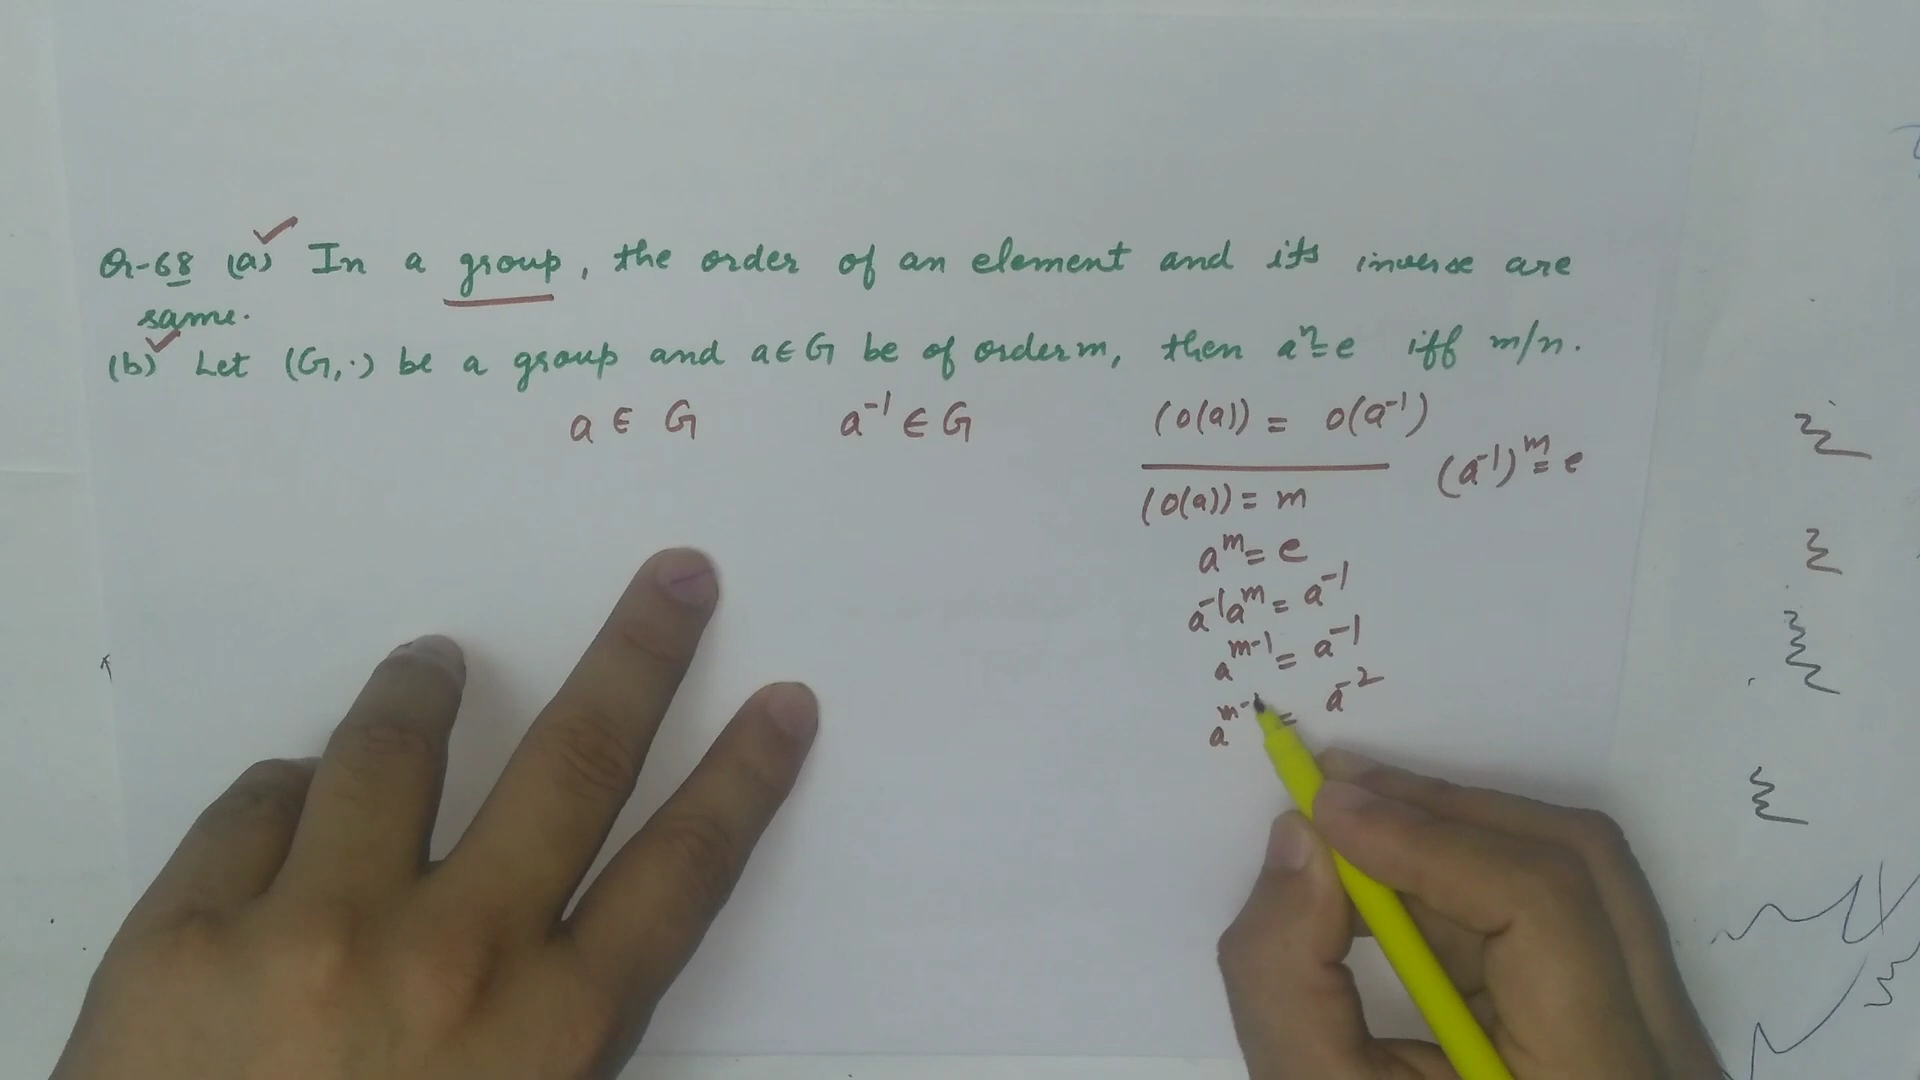 Q-68 (a) In a group, the order of an element and its inverse are
same.
(b) Let (G,·) be a group and a∈G be of order m, then aⁿ=e iff m/n.
a ∈ G a⁻¹ ∈ G (o(a)) = o(a⁻¹)
(a⁻¹)ᵐ = e
(o(a)) = m
aᵐ = e
a⁻¹aᵐ = a⁻¹
aᵐ⁻¹ = a⁻¹
aᵐ⁻ = a⁻²